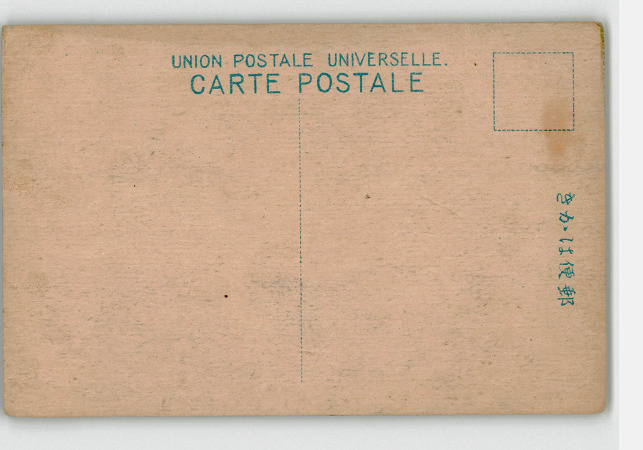 UNION POSTALE UNIVERSELLE.
CARTE POSTALE
郵便はかき